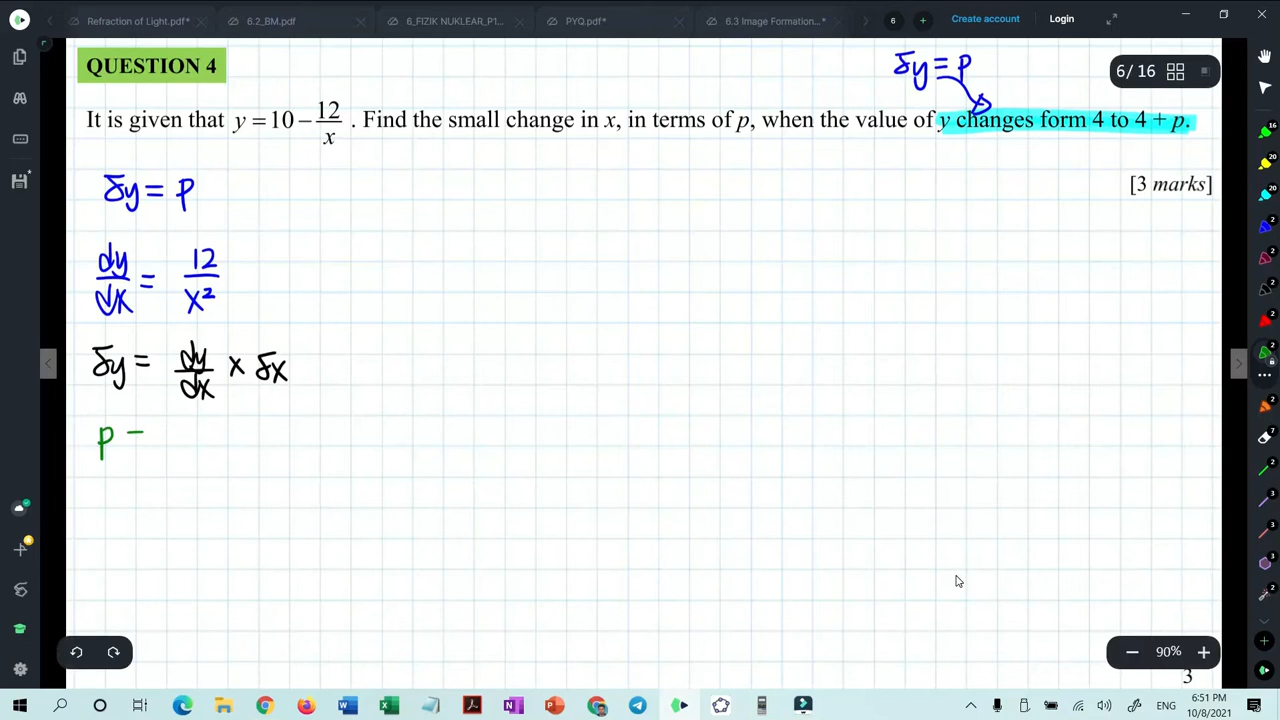 Refraction of Light.pdf*
6.2_BM.pdf
6_FIZIK NUKLEAR_P1...
PYQ.pdf*
6.3 Image Formation...*
6
Create account
Login
δy = p
6/ 16
QUESTION 4
It is given that y = 10 − 12/x . Find the small change in x, in terms of p, when the value of y changes form 4 to 4 + p.
[3 marks]
δy = p
dy/dx = 12/x²
δy = dy/dx × δx
p =
90%
3
6:51 PM
ENG
10/8/2021